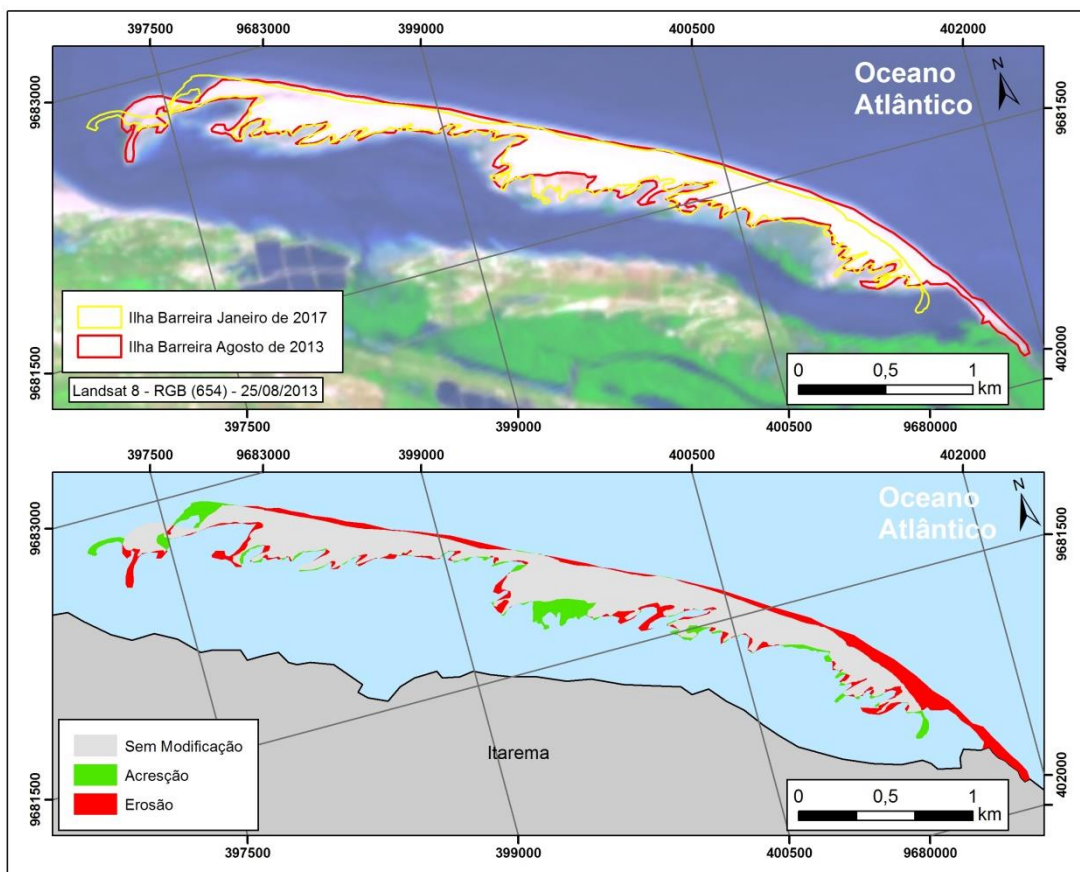 397500
9683000
399000
400500
402000
Oceano
Atlântico
N
9683000
9681500
9681500
402000
Ilha Barreira Janeiro de 2017
Ilha Barreira Agosto de 2013
Landsat 8 - RGB (654) - 25/08/2013
0
0,5
1
km
397500
399000
400500
9680000
397500
9683000
399000
400500
402000
Oceano
Atlântico
N
9683000
9681500
9681500
402000
Sem Modificação
Acresção
Erosão
Itarema
0
0,5
1
km
397500
399000
400500
9680000